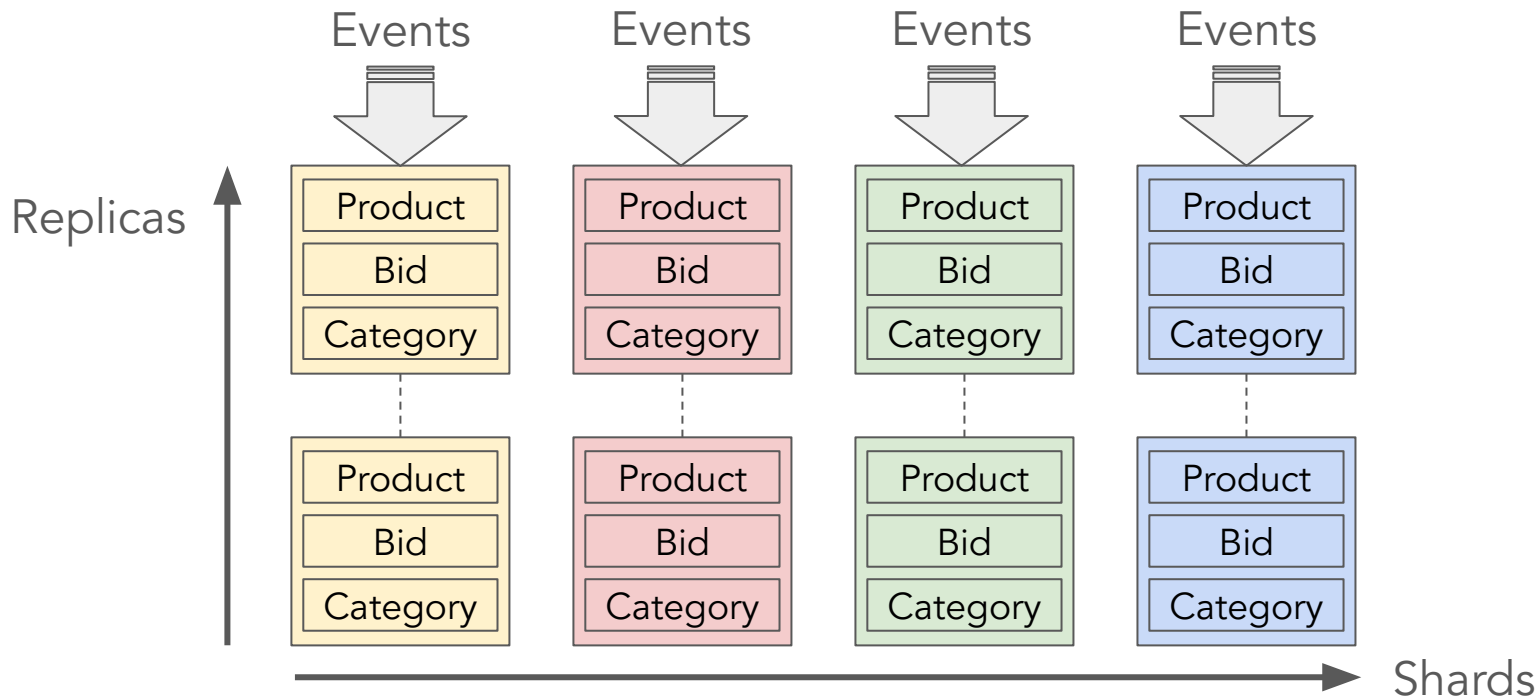 Events Events Events Events
Replicas
Product Product Product Product
Bid Bid Bid Bid
Category Category Category Category
Product Product Product Product
Bid Bid Bid Bid
Category Category Category Category
Shards